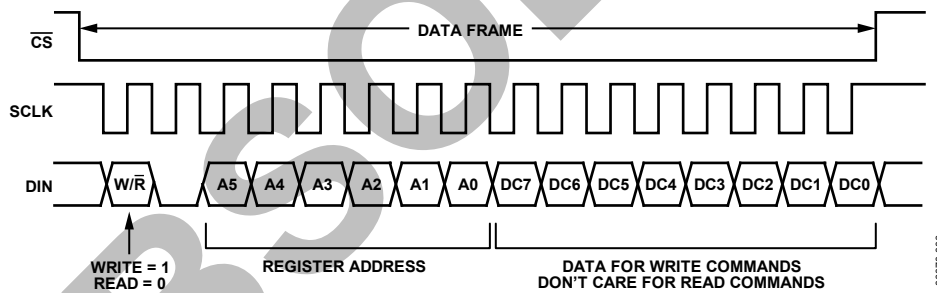 DATA FRAME
CS
SCLK
DIN
W/R
A5 A4 A3 A2 A1 A0 DC7 DC6 DC5 DC4 DC3 DC2 DC1 DC0
WRITE = 1
READ = 0
REGISTER ADDRESS
DATA FOR WRITE COMMANDS
DON'T CARE FOR READ COMMANDS